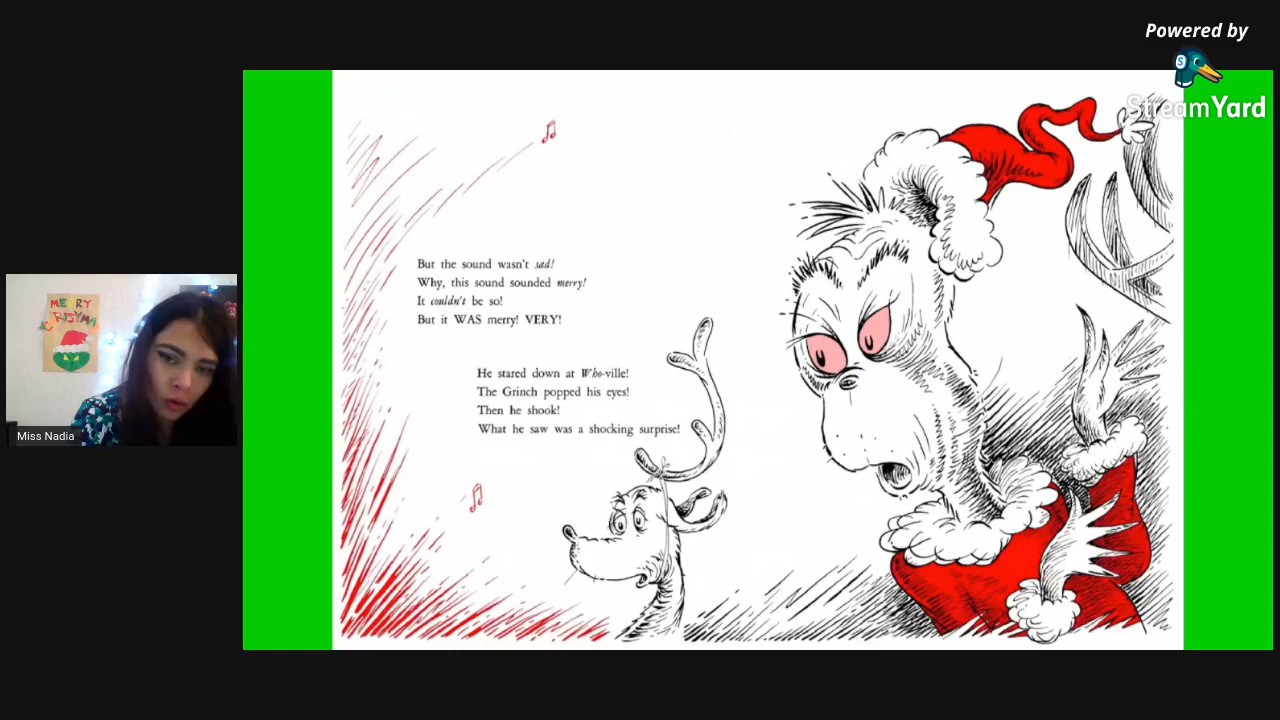 Powered by
StreamYard
But the sound wasn't sad!
Why, this sound sounded merry!
It couldn't be so!
But it WAS merry! VERY!
He stared down at Who-ville!
The Grinch popped his eyes!
Then he shook!
What he saw was a shocking surprise!
MERRY
Miss Nadia